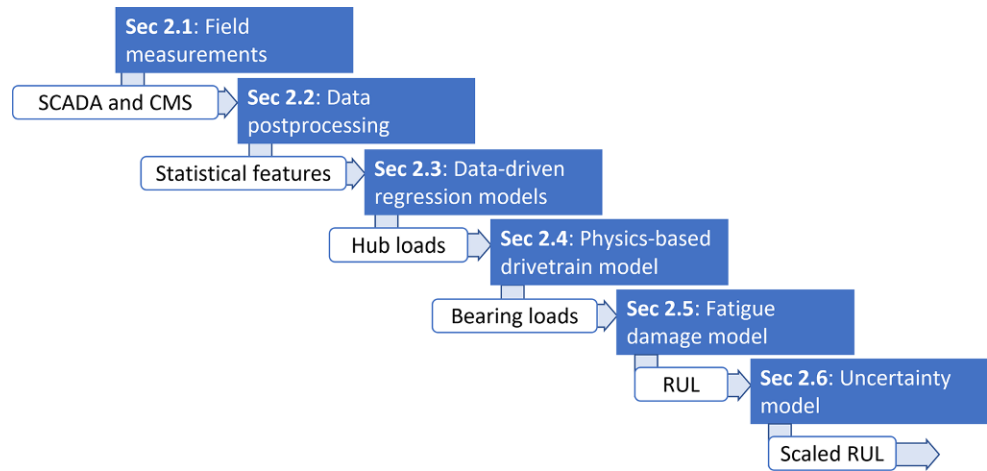 Sec 2.1: Field
measurements
SCADA and CMS
Sec 2.2: Data
postprocessing
Statistical features
Sec 2.3: Data-driven
regression models
Hub loads
Sec 2.4: Physics-based
drivetrain model
Bearing loads
Sec 2.5: Fatigue
damage model
RUL
Sec 2.6: Uncertainty
model
Scaled RUL